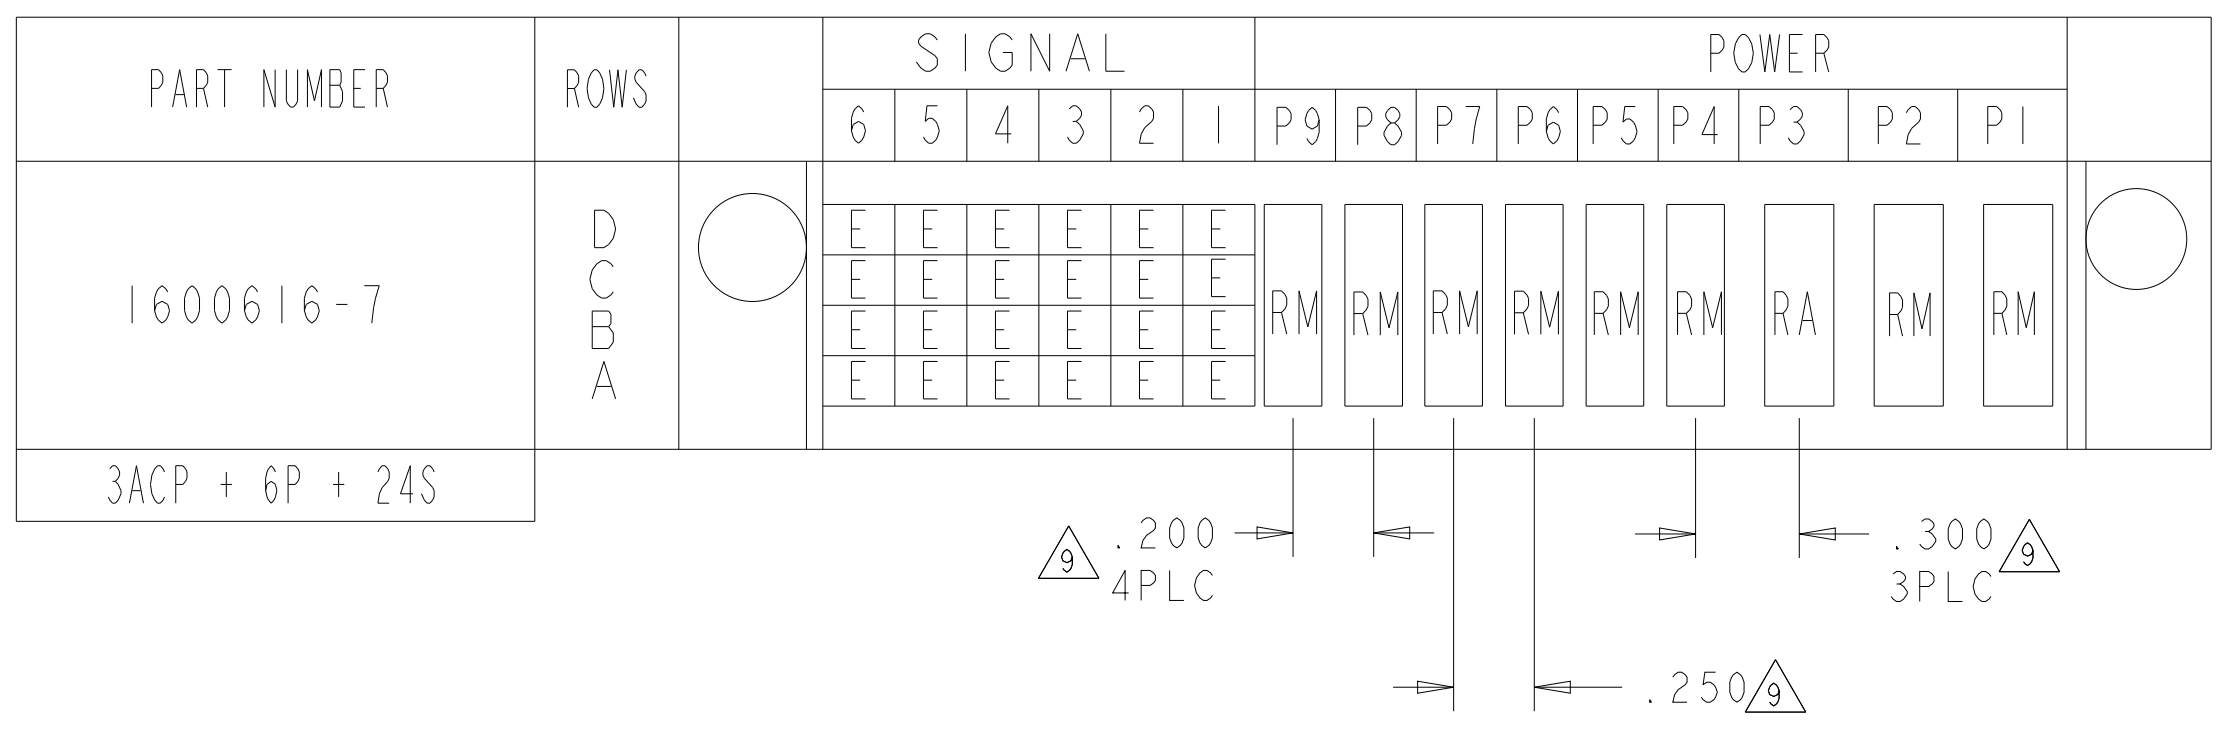 PART NUMBER ROWS SIGNAL POWER
6 5 4 3 2 1 P9 P8 P7 P6 P5 P4 P3 P2 P1
D E E E E E E
C E E E E E E
1600616-7 RM RM RM RM RM RM RA RM RM
B E E E E E E
A E E E E E E
3ACP + 6P + 24S
9 .200 .300 9
4PLC 3PLC
.250 9